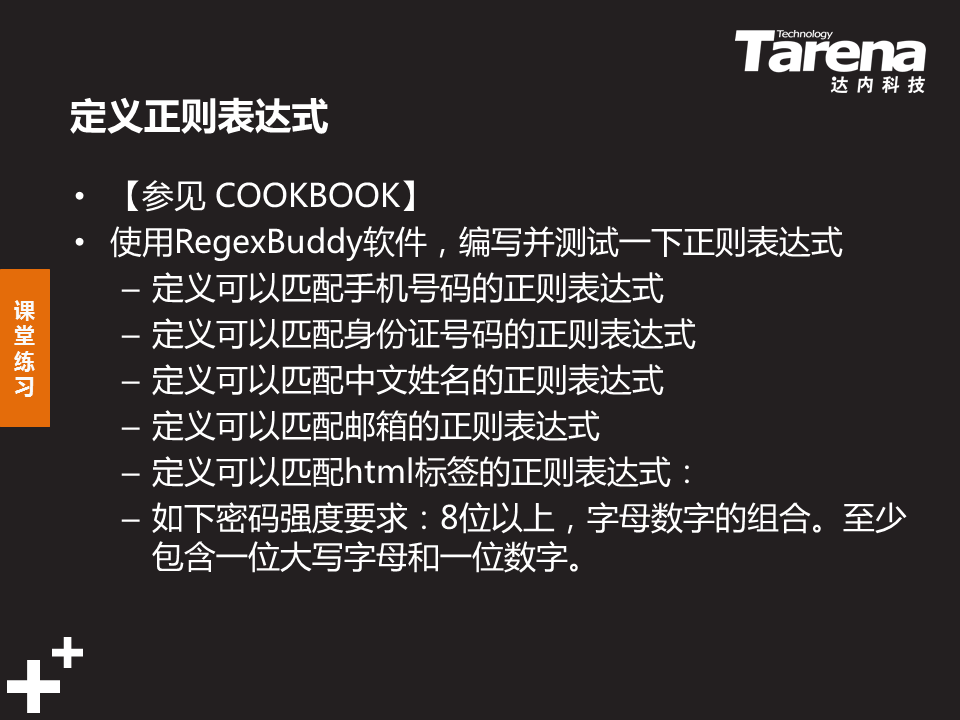 Technology
Tarena
达内科技
定义正则表达式
• 【参见 COOKBOOK】
• 使用RegexBuddy软件，编写并测试一下正则表达式
– 定义可以匹配手机号码的正则表达式
– 定义可以匹配身份证号码的正则表达式
– 定义可以匹配中文姓名的正则表达式
– 定义可以匹配邮箱的正则表达式
– 定义可以匹配html标签的正则表达式：
– 如下密码强度要求：8位以上，字母数字的组合。至少
包含一位大写字母和一位数字。
课
堂
练
习